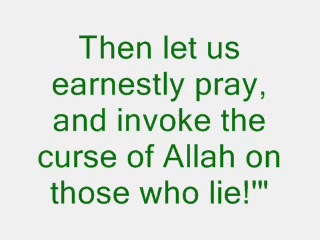 Then let us
earnestly pray,
and invoke the
curse of Allah on
those who lie!'"